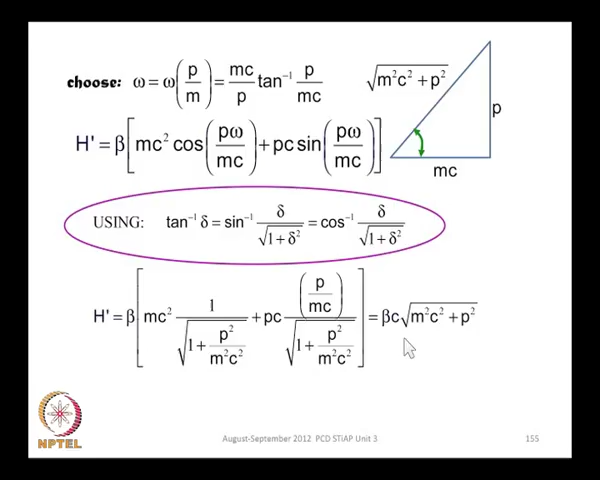 choose: ω = ω(p/m) = mc/p tan⁻¹ p/mc
√(m²c² + p²)
p
mc
H' = β[mc² cos(pω/mc) + pc sin(pω/mc)]
USING: tan⁻¹ δ = sin⁻¹ δ/√(1 + δ²) = cos⁻¹ δ/√(1 + δ²)
H' = β[mc² 1/√(1 + p²/m²c²) + pc (p/mc)/√(1 + p²/m²c²)] = βc√(m²c² + p²)
NPTEL
August-September 2012 PCD STiAP Unit 3
155